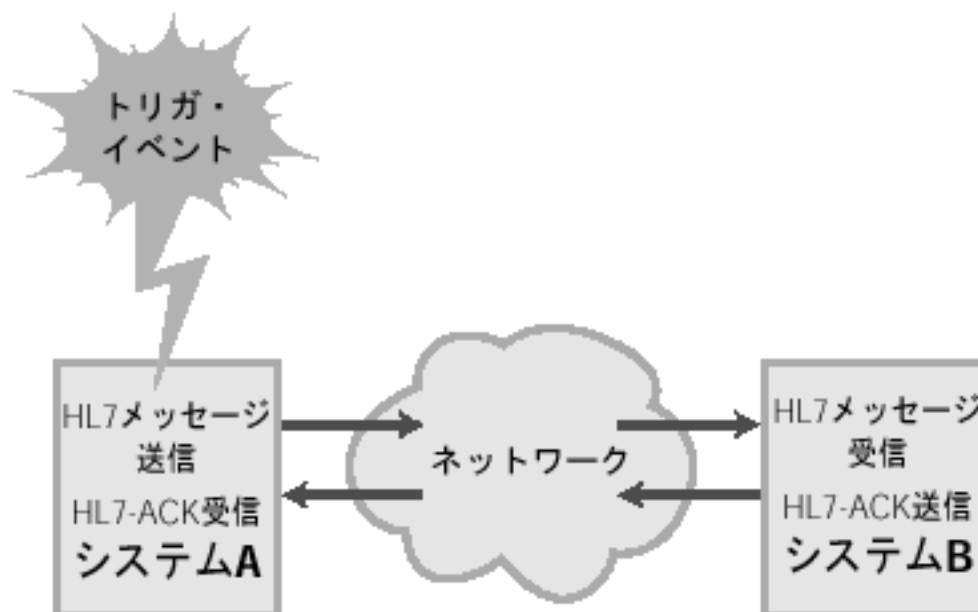 トリガ・
イベント
HL7メッセージ
送信
HL7-ACK受信
システムA
ネットワーク
HL7メッセージ
受信
HL7-ACK送信
システムB